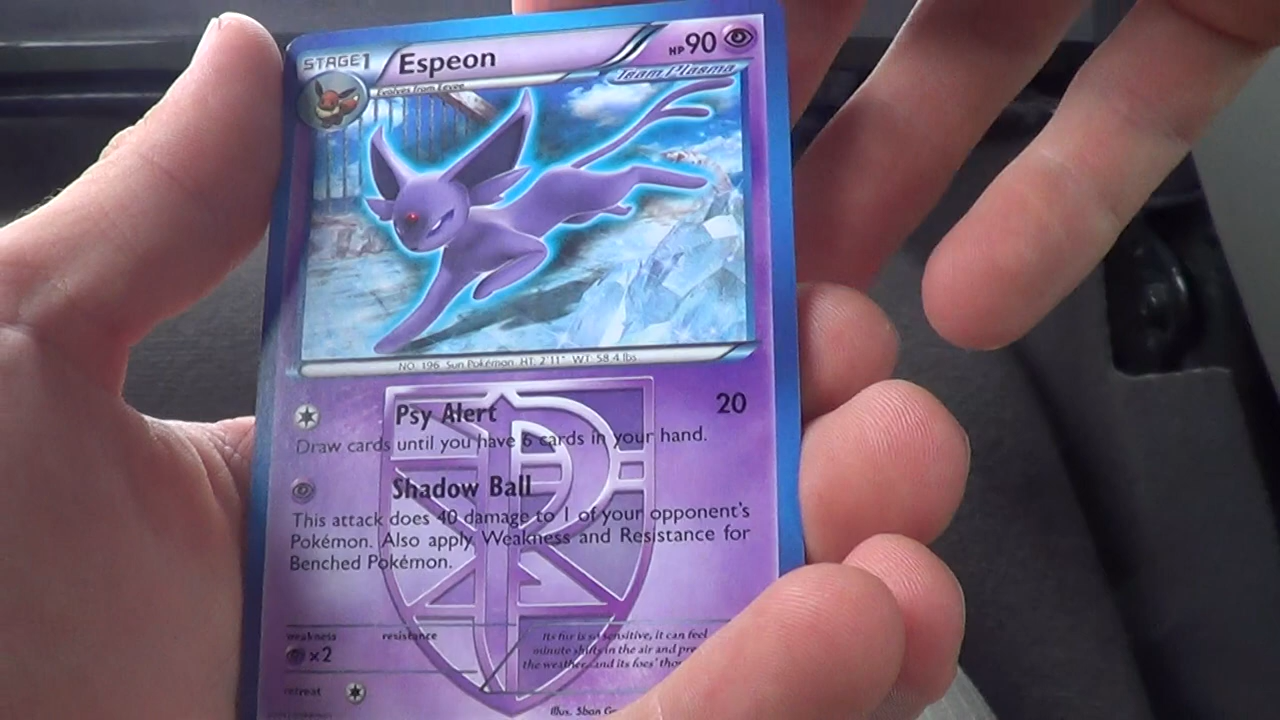 STAGE1 Espeon HP 90
Team Plasma
Evolves from Eevee
NO. 196 Sun Pokémon HT: 2'11" WT: 58.4 lbs
Psy Alert 20
Draw cards until you have 6 cards in your hand.
Shadow Ball
This attack does 40 damage to 1 of your opponent's
Pokémon. Also apply Weakness and Resistance for
Benched Pokémon.
weakness resistance
×2
Its fur is so sensitive, it can feel
minute shifts in the air and
the weather...and its foes'
retreat
Illus.